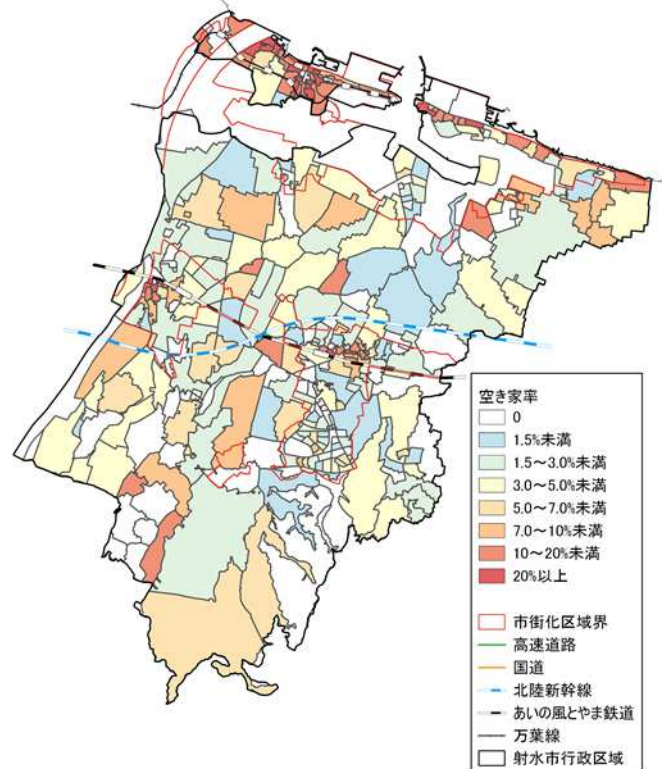 空き家率
0
1.5%未満
1.5～3.0%未満
3.0～5.0%未満
5.0～7.0%未満
7.0～10%未満
10～20%未満
20%以上
市街化区域界
高速道路
国道
北陸新幹線
あいの風とやま鉄道
万葉線
射水市行政区域